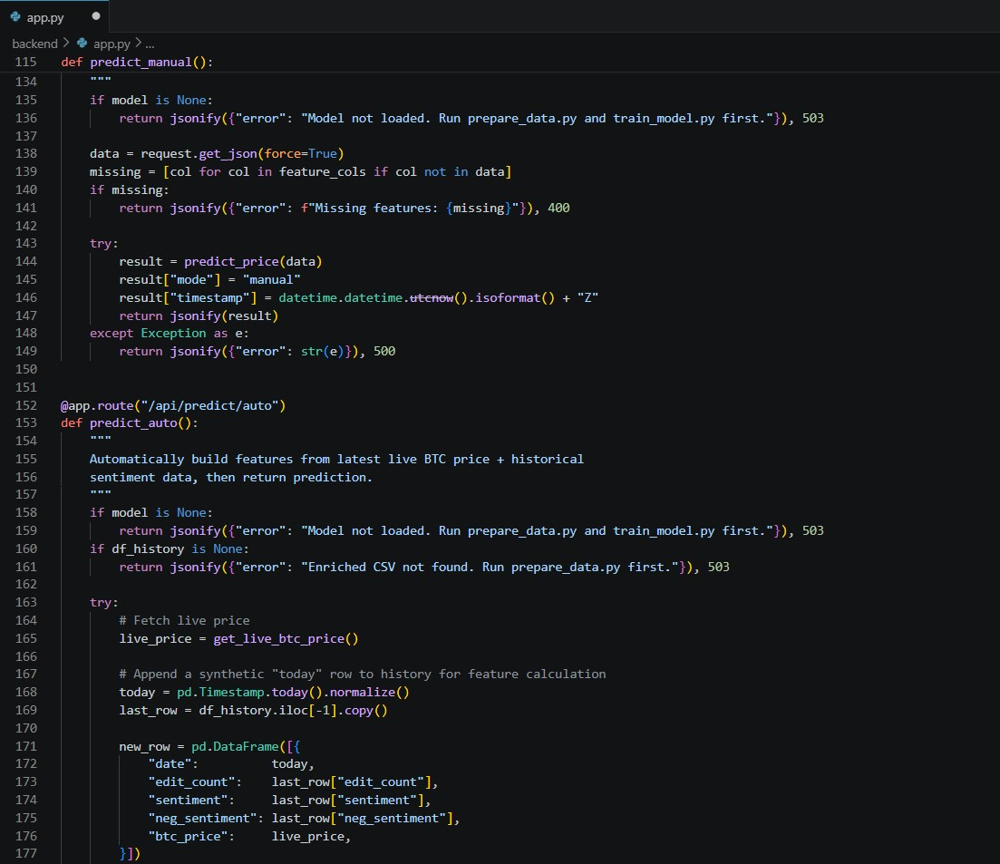 app.py
backend > app.py > ...
115 def predict_manual():
134     """
135     if model is None:
136         return jsonify({"error": "Model not loaded. Run prepare_data.py and train_model.py first."}), 503
137
138     data = request.get_json(force=True)
139     missing = [col for col in feature_cols if col not in data]
140     if missing:
141         return jsonify({"error": f"Missing features: {missing}"}), 400
142
143     try:
144         result = predict_price(data)
145         result["mode"] = "manual"
146         result["timestamp"] = datetime.datetime.utcnow().isoformat() + "Z"
147         return jsonify(result)
148     except Exception as e:
149         return jsonify({"error": str(e)}), 500
150
151
152 @app.route("/api/predict/auto")
153 def predict_auto():
154     """
155     Automatically build features from latest live BTC price + historical
156     sentiment data, then return prediction.
157     """
158     if model is None:
159         return jsonify({"error": "Model not loaded. Run prepare_data.py and train_model.py first."}), 503
160     if df_history is None:
161         return jsonify({"error": "Enriched CSV not found. Run prepare_data.py first."}), 503
162
163     try:
164         # Fetch live price
165         live_price = get_live_btc_price()
166
167         # Append a synthetic "today" row to history for feature calculation
168         today = pd.Timestamp.today().normalize()
169         last_row = df_history.iloc[-1].copy()
170
171         new_row = pd.DataFrame([{
172             "date":          today,
173             "edit_count":    last_row["edit_count"],
174             "sentiment":     last_row["sentiment"],
175             "neg_sentiment": last_row["neg_sentiment"],
176             "btc_price":     live_price,
177         }])